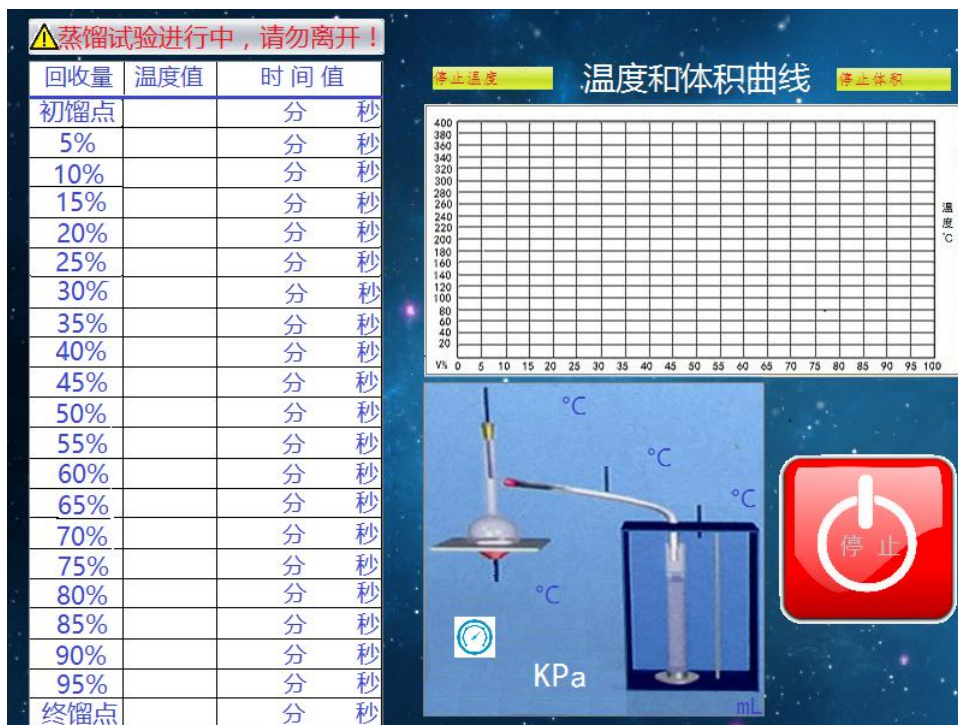 蒸馏试验进行中，请勿离开！
回收量 温度值 时 间 值
初馏点 分 秒
5% 分 秒
10% 分 秒
15% 分 秒
20% 分 秒
25% 分 秒
30% 分 秒
35% 分 秒
40% 分 秒
45% 分 秒
50% 分 秒
55% 分 秒
60% 分 秒
65% 分 秒
70% 分 秒
75% 分 秒
80% 分 秒
85% 分 秒
90% 分 秒
95% 分 秒
终馏点 分 秒
停止温度 温度和体积曲线 停止体积
400
380
360
340
320
300
280
260
240
220
200
180
160
140
120
100
80
60
40
20
V% 0 5 10 15 20 25 30 35 40 45 50 55 60 65 70 75 80 85 90 95 100
温
度
℃
℃
℃
℃
℃
KPa
mL
停 止